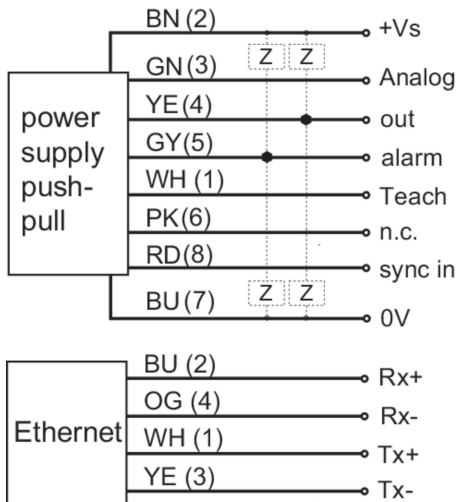 BN (2) +Vs
Z Z
GN (3) Analog
YE (4) out
GY (5) alarm
WH (1) Teach
PK (6) n.c.
RD (8) sync in
Z Z
BU (7) 0V
power
supply
push-
pull
BU (2) Rx+
OG (4) Rx-
WH (1) Tx+
YE (3) Tx-
Ethernet